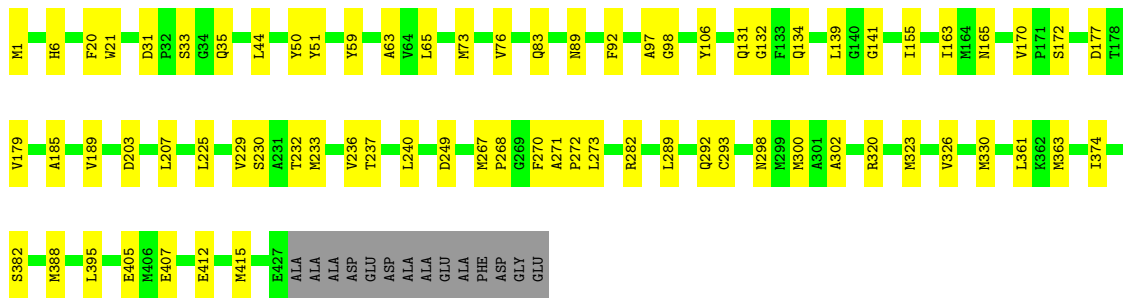 M1 H6 F20 W21 D31 P32 S33 G34 Q35 L44 Y50 Y51 Y59 A63 V64 L65 M73 V76 Q83 N89 F92 A97 G98 Y106 Q131 G132 F133 Q134 L139 G140 G141 I155 I163 M164 N165 V170 P171 S172 D177 T178
V179 A185 V189 D203 L207 L225 V229 S230 A231 T232 M233 V236 T237 L240 D249 M267 P268 G269 F270 A271 P272 L273 R282 L289 Q292 C293 N298 M299 M300 A301 A302 R320 M323 V326 M330 L361 K362 M363 I374
S382 M388 L395 E405 M406 E407 E412 M415 E427 ALA ALA ALA ASP GLU ASP ASP ALA ALA GLU ALA PHE ASP GLY GLU